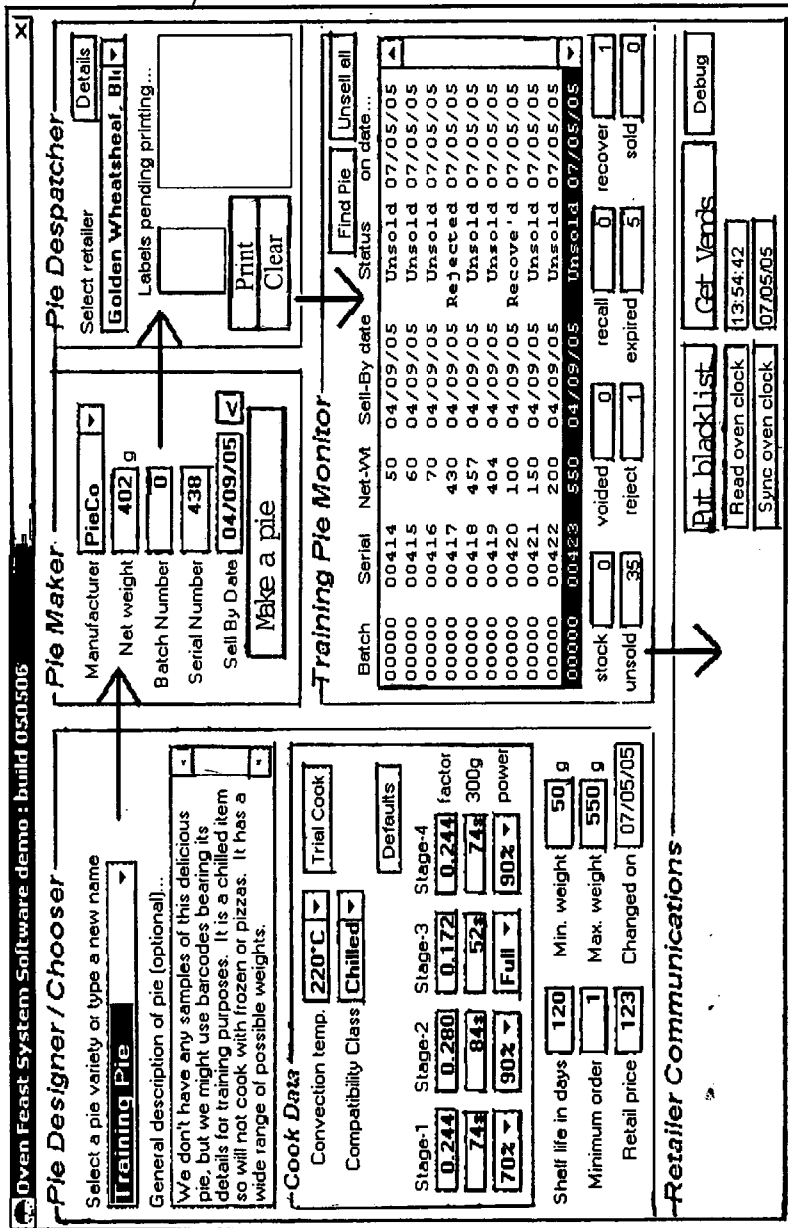 Oven Feast System Software demo : build 050506
Pie Designer / Chooser
Select a pie variety or type a new name
Training Pie
General description of pie [optional]...
We don't have any samples of this delicious
pie, but we might use barcodes bearing its
details for training purposes. It is a chilled item
so will not cook with frozen or pizzas. It has a
wide range of possible weights.
Cook Data
Convection temp. 220°C Trial Cook
Compatibility Class Chilled
Defaults
Stage-1 Stage-2 Stage-3 Stage-4
0.244 0.280 0.172 0.244 factor
74s 84s 52s 74s 300g
70% 90% Full 90% power
Shelf life in days 120 Min. weight 50 g
Minimum order 1 Max. weight 550 g
Retail price 123 Changed on 07/05/05
Pie Maker
Manufacturer PieCo
Net weight 402 g
Batch Number 0
Serial Number 438
Sell By Date 04/09/05 <
Make a pie
Pie Despatcher
Select retailer Details
Golden Wheatsheaf, Blo
Labels pending printing...
Print
Clear
Training Pie Monitor
Find Pie Unsell all
Batch Serial Net-Wt Sell-By date Status on date...
00000 00414 50 04/09/05 Unsold 07/05/05
00000 00415 60 04/09/05 Unsold 07/05/05
00000 00416 70 04/09/05 Unsold 07/05/05
00000 00417 430 04/09/05 Rejected 07/05/05
00000 00418 457 04/09/05 Unsold 07/05/05
00000 00419 404 04/09/05 Unsold 07/05/05
00000 00420 100 04/09/05 Recove'd 07/05/05
00000 00421 150 04/09/05 Unsold 07/05/05
00000 00422 200 04/09/05 Unsold 07/05/05
00000 00423 550 04/09/05 Unsold 07/05/05
stock 0 voided 0 recall 0 recover 1
unsold 35 reject 1 expired 5 sold 0
Retailer Communications
Put blacklist Get Vends Debug
Read oven clock 13:54:42
Sync oven clock 07/05/05